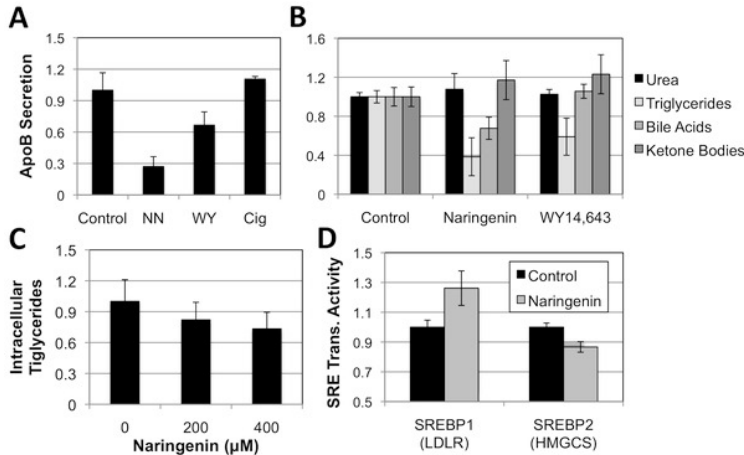 A
ApoB Secretion
1.5
1.2
0.9
0.6
0.3
0
Control NN WY Cig
B
1.6
1.2
0.8
0.4
0
Control Naringenin WY14,643
Urea
Triglycerides
Bile Acids
Ketone Bodies
C
Intracellular
Tiglycerides
1.5
1.2
0.9
0.6
0.3
0
0 200 400
Naringenin (μM)
D
SRE Trans. Activity
1.5
1.3
1.1
0.9
0.7
0.5
Control
Naringenin
SREBP1 SREBP2
(LDLR) (HMGCS)